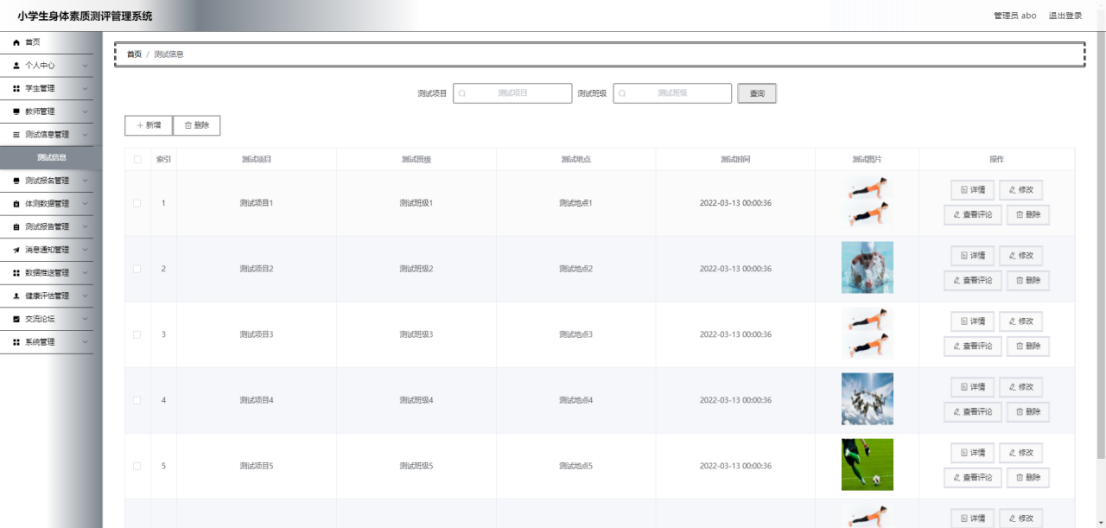 小学生身体素质测评管理系统
管理员 abo 退出登录
首页
个人中心
学生管理
教师管理
测试信息管理
测试信息
测试报名管理
体测数据管理
测试报告管理
消息通知管理
数据推送管理
健康评估管理
交流论坛
系统管理
首页 / 测试信息
测试项目 测试项目 测试班级 测试班级 查询
新增 删除
索引 测试项目 测试班级 测试地点 测试时间 测试图片 操作
1 测试项目1 测试班级1 测试地点1 2022-03-13 00:00:36 详情 修改
查看评论 删除
2 测试项目2 测试班级2 测试地点2 2022-03-13 00:00:36 详情 修改
查看评论 删除
3 测试项目3 测试班级3 测试地点3 2022-03-13 00:00:36 详情 修改
查看评论 删除
4 测试项目4 测试班级4 测试地点4 2022-03-13 00:00:36 详情 修改
查看评论 删除
5 测试项目5 测试班级5 测试地点5 2022-03-13 00:00:36 详情 修改
查看评论 删除
详情 修改